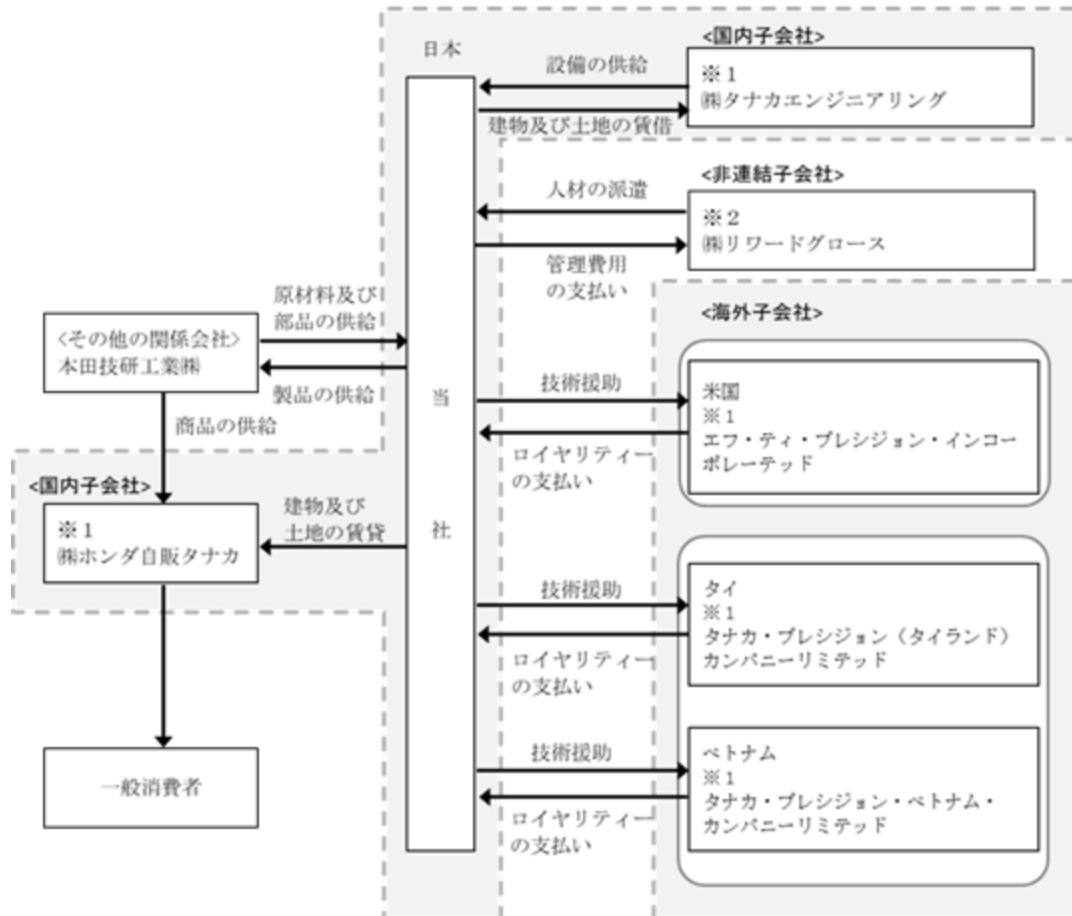 日本
当
社
<国内子会社>
※１
㈱タナカエンジニアリング
設備の供給
建物及び土地の賃借
<非連結子会社>
※２
㈱リワードグロース
人材の派遣
管理費用
の支払い
原材料及び
部品の供給
<その他の関係会社>
本田技研工業㈱
製品の供給
商品の供給
<国内子会社>
※１
㈱ホンダ自販タナカ
建物及び
土地の賃貸
一般消費者
<海外子会社>
技術援助
ロイヤリティー
の支払い
米国
※１
エフ・ティ・プレシジョン・インコー
ポレーテッド
技術援助
ロイヤリティー
の支払い
タイ
※１
タナカ・プレシジョン（タイランド）
カンパニーリミテッド
技術援助
ロイヤリティー
の支払い
ベトナム
※１
タナカ・プレシジョン・ベトナム・
カンパニーリミテッド